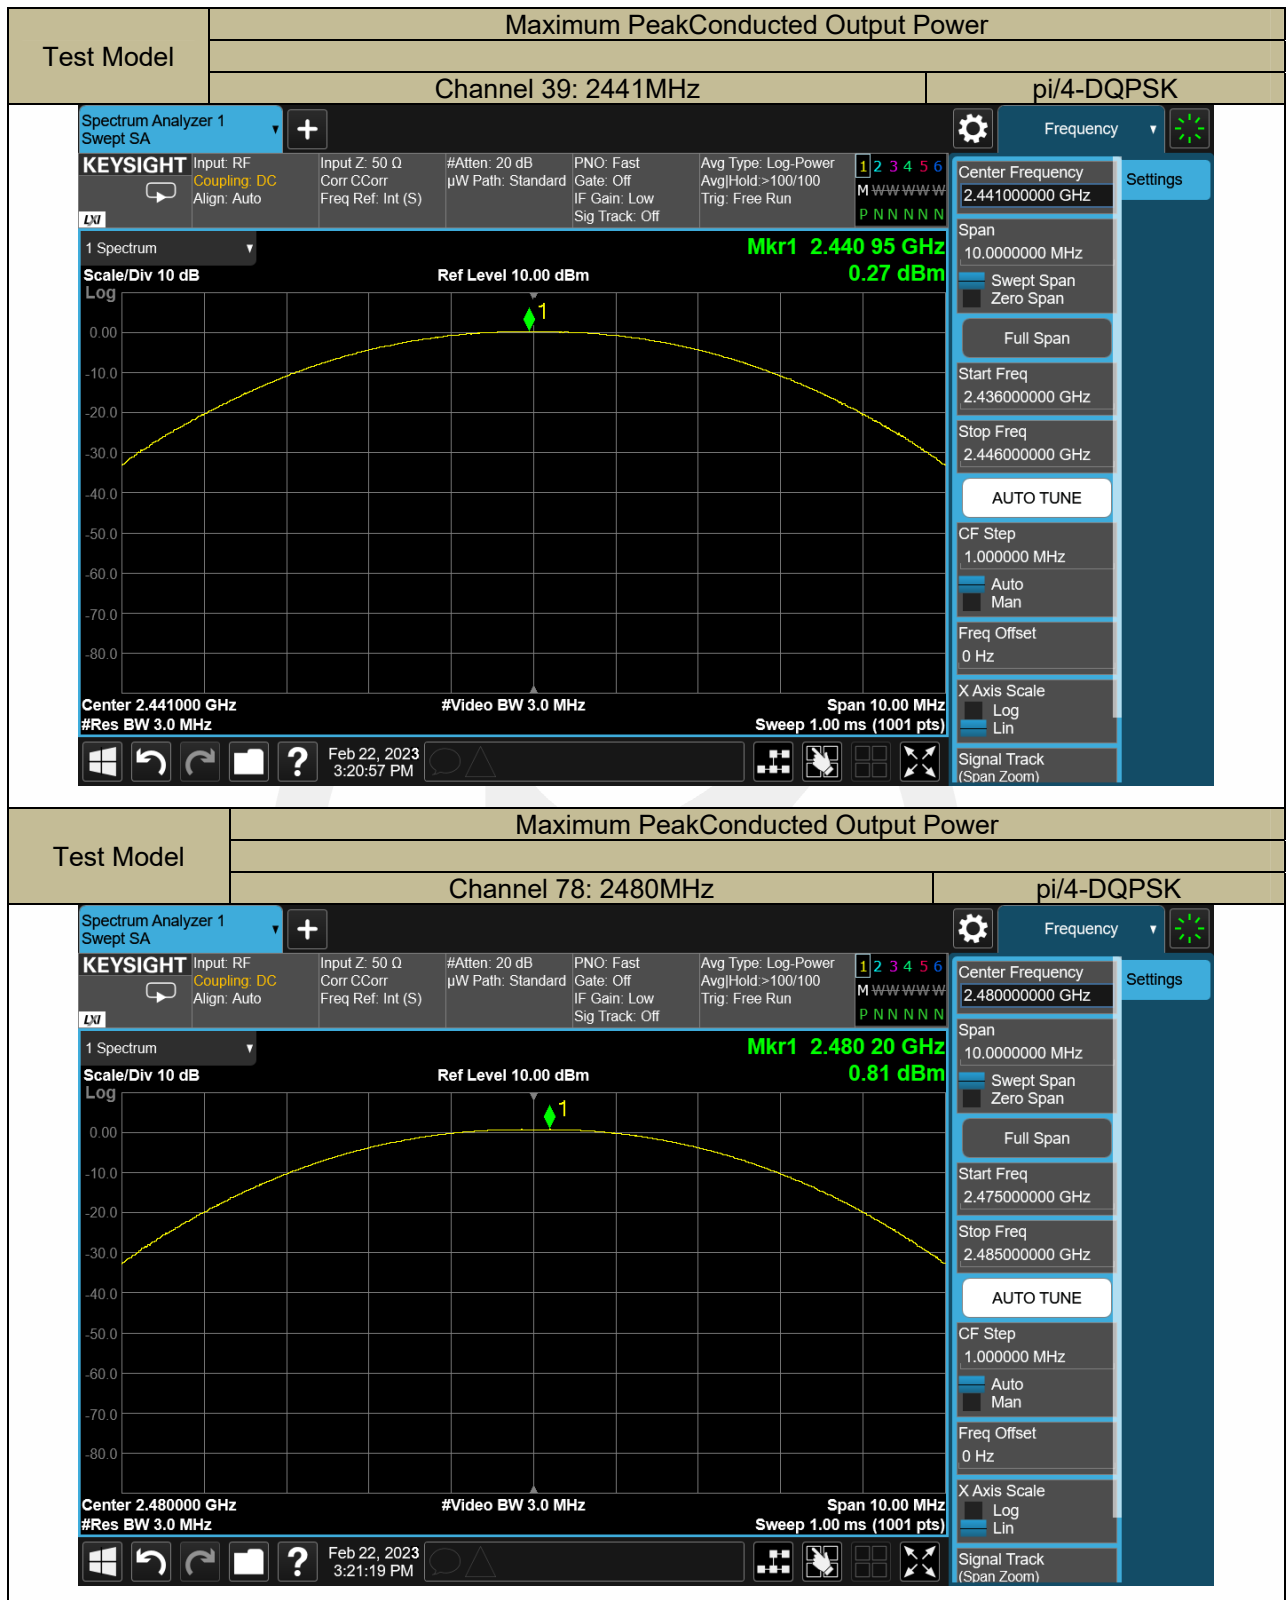 Test Model
Maximum PeakConducted Output Power
Channel 39: 2441MHz
pi/4-DQPSK
Spectrum Analyzer 1
Swept SA
Frequency
KEYSIGHT
LXI
Input: RF
Coupling: DC
Align: Auto
Input Z: 50 Ω
Corr CCorr
Freq Ref: Int (S)
#Atten: 20 dB
µW Path: Standard
PNO: Fast
Gate: Off
IF Gain: Low
Sig Track: Off
Avg Type: Log-Power
Avg|Hold:>100/100
Trig: Free Run
1 2 3 4 5 6
M W W W W W
P N N N N N
1 Spectrum
Mkr1 2.440 95 GHz
0.27 dBm
Scale/Div 10 dB
Ref Level 10.00 dBm
Log
1
0.00
-10.0
-20.0
-30.0
-40.0
-50.0
-60.0
-70.0
-80.0
Center 2.441000 GHz
#Video BW 3.0 MHz
Span 10.00 MHz
#Res BW 3.0 MHz
Sweep 1.00 ms (1001 pts)
Feb 22, 2023
3:20:57 PM
?
Center Frequency
2.441000000 GHz
Settings
Span
10.0000000 MHz
Swept Span
Zero Span
Full Span
Start Freq
2.436000000 GHz
Stop Freq
2.446000000 GHz
AUTO TUNE
CF Step
1.000000 MHz
Auto
Man
Freq Offset
0 Hz
X Axis Scale
Log
Lin
Signal Track
(Span Zoom)
Test Model
Maximum PeakConducted Output Power
Channel 78: 2480MHz
pi/4-DQPSK
Spectrum Analyzer 1
Swept SA
Frequency
KEYSIGHT
LXI
Input: RF
Coupling: DC
Align: Auto
Input Z: 50 Ω
Corr CCorr
Freq Ref: Int (S)
#Atten: 20 dB
µW Path: Standard
PNO: Fast
Gate: Off
IF Gain: Low
Sig Track: Off
Avg Type: Log-Power
Avg|Hold:>100/100
Trig: Free Run
1 2 3 4 5 6
M W W W W W
P N N N N N
1 Spectrum
Mkr1 2.480 20 GHz
0.81 dBm
Scale/Div 10 dB
Ref Level 10.00 dBm
Log
1
0.00
-10.0
-20.0
-30.0
-40.0
-50.0
-60.0
-70.0
-80.0
Center 2.480000 GHz
#Video BW 3.0 MHz
Span 10.00 MHz
#Res BW 3.0 MHz
Sweep 1.00 ms (1001 pts)
Feb 22, 2023
3:21:19 PM
?
Center Frequency
2.480000000 GHz
Settings
Span
10.0000000 MHz
Swept Span
Zero Span
Full Span
Start Freq
2.475000000 GHz
Stop Freq
2.485000000 GHz
AUTO TUNE
CF Step
1.000000 MHz
Auto
Man
Freq Offset
0 Hz
X Axis Scale
Log
Lin
Signal Track
(Span Zoom)